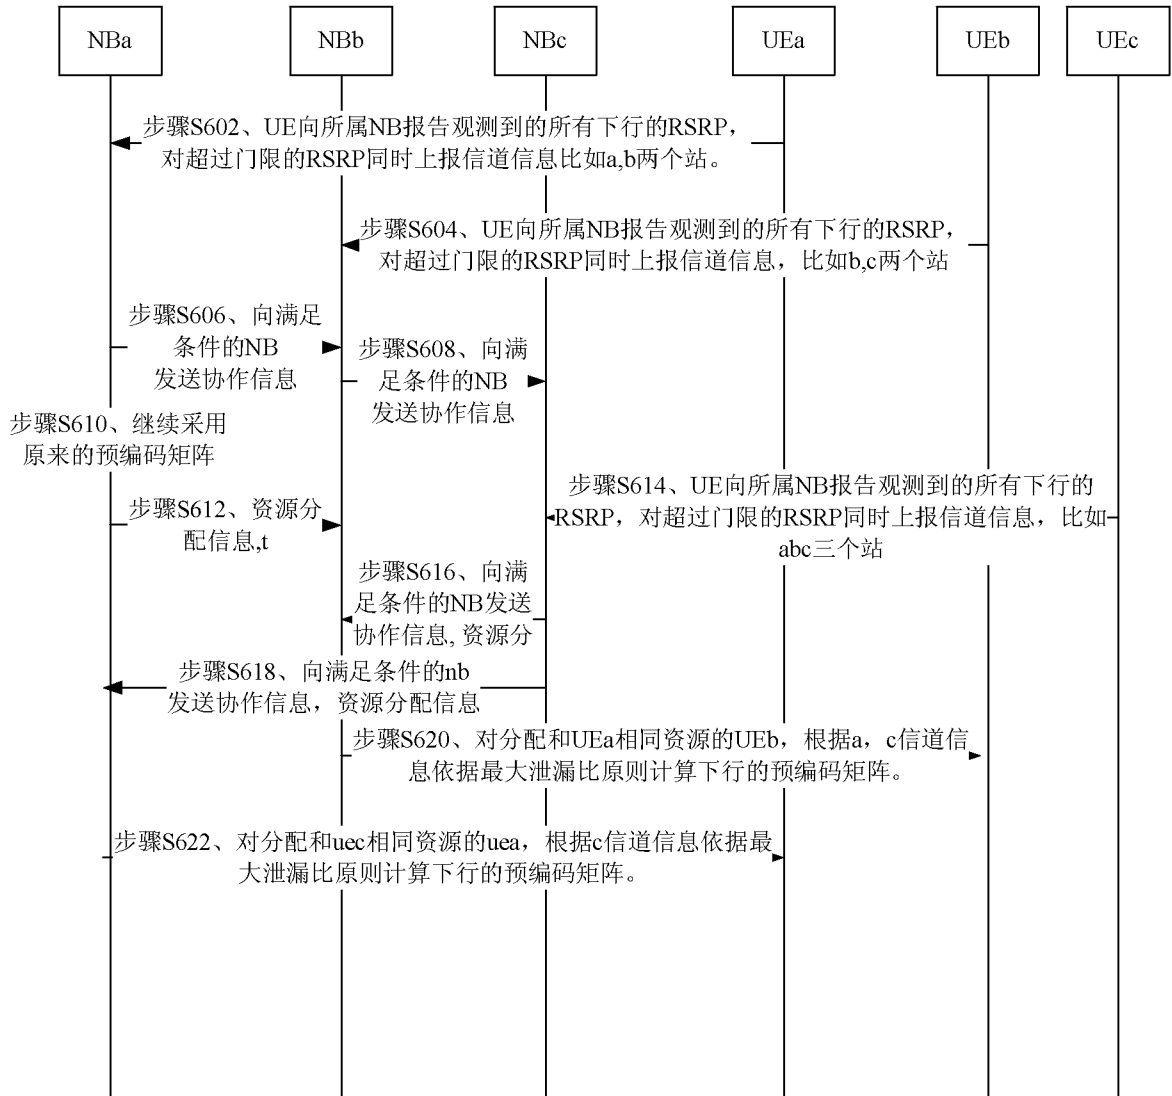 NBa
NBb
NBc
UEa
UEb
UEc
步骤S602、UE向所属NB报告观测到的所有下行的RSRP，
对超过门限的RSRP同时上报信道信息比如a,b两个站。
步骤S604、UE向所属NB报告观测到的所有下行的RSRP，
对超过门限的RSRP同时上报信道信息，比如b,c两个站
步骤S606、向满足
条件的NB
发送协作信息
步骤S608、向满
足条件的NB
发送协作信息
步骤S610、继续采用
原来的预编码矩阵
步骤S612、资源分
配信息,t
步骤S614、UE向所属NB报告观测到的所有下行的
RSRP，对超过门限的RSRP同时上报信道信息，比如
abc三个站
步骤S616、向满
足条件的NB发送
协作信息, 资源分
步骤S618、向满足条件的nb
发送协作信息，资源分配信息
步骤S620、对分配和UEa相同资源的UEb，根据a，c信道信
息依据最大泄漏比原则计算下行的预编码矩阵。
步骤S622、对分配和uec相同资源的uea，根据c信道信息依据最
大泄漏比原则计算下行的预编码矩阵。